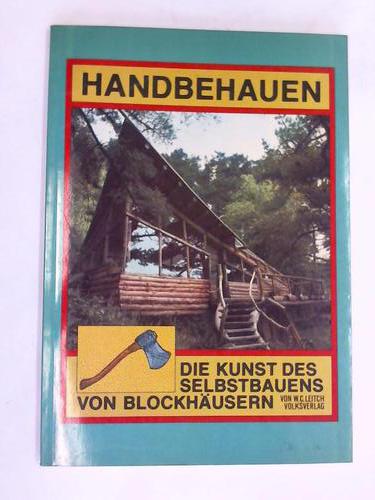 HANDBEHAUEN
DIE KUNST DES
SELBSTBAUENS
VON BLOCKHÄUSERN
VON W.C. LEITCH
VOLKSVERLAG